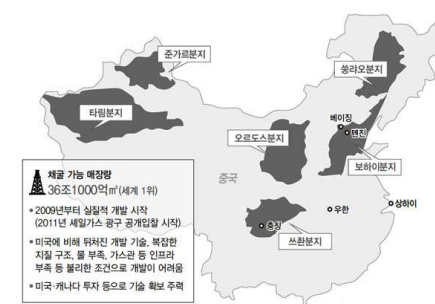 준가르분지
쑹랴오분지
타림분지
베이징
톈진
오르도스분지
보하이분지
중국
상하이
우한
충칭
쓰촨분지
채굴 가능 매장량
36조1000억㎥(세계 1위)
• 2009년부터 실질적 개발 시작
(2011년 셰일가스 광구 공개입찰 시작)
• 미국에 비해 뒤처진 개발 기술, 복잡한
지질 구조, 물 부족, 가스관 등 인프라
부족 등 불리한 조건으로 개발이 어려움
• 미국·캐나다 투자 등으로 기술 확보 주력